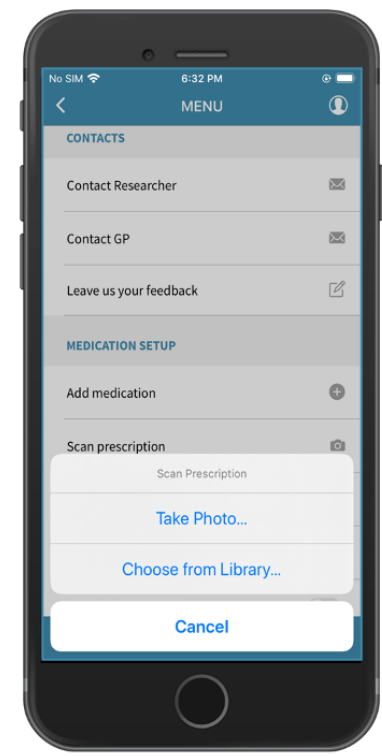 No SIM 6:32 PM
MENU
CONTACTS
Contact Researcher
Contact GP
Leave us your feedback
MEDICATION SETUP
Add medication
Scan prescription
Scan Prescription
Take Photo...
Choose from Library...
Cancel